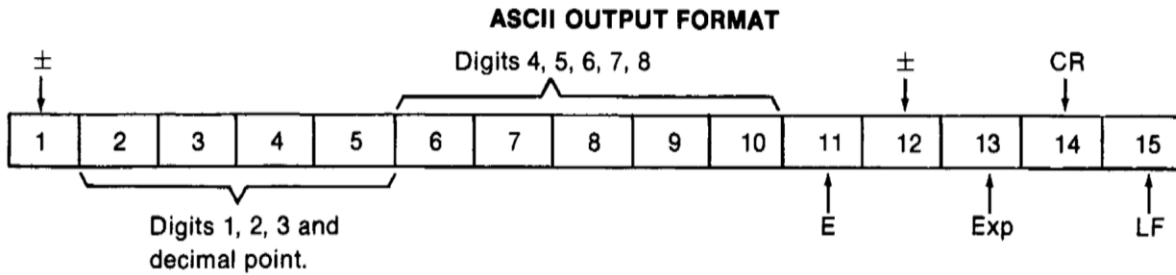 ASCII OUTPUT FORMAT
± Digits 4, 5, 6, 7, 8 ± CR
1 2 3 4 5 6 7 8 9 10 11 12 13 14 15
Digits 1, 2, 3 and
decimal point.
E Exp LF